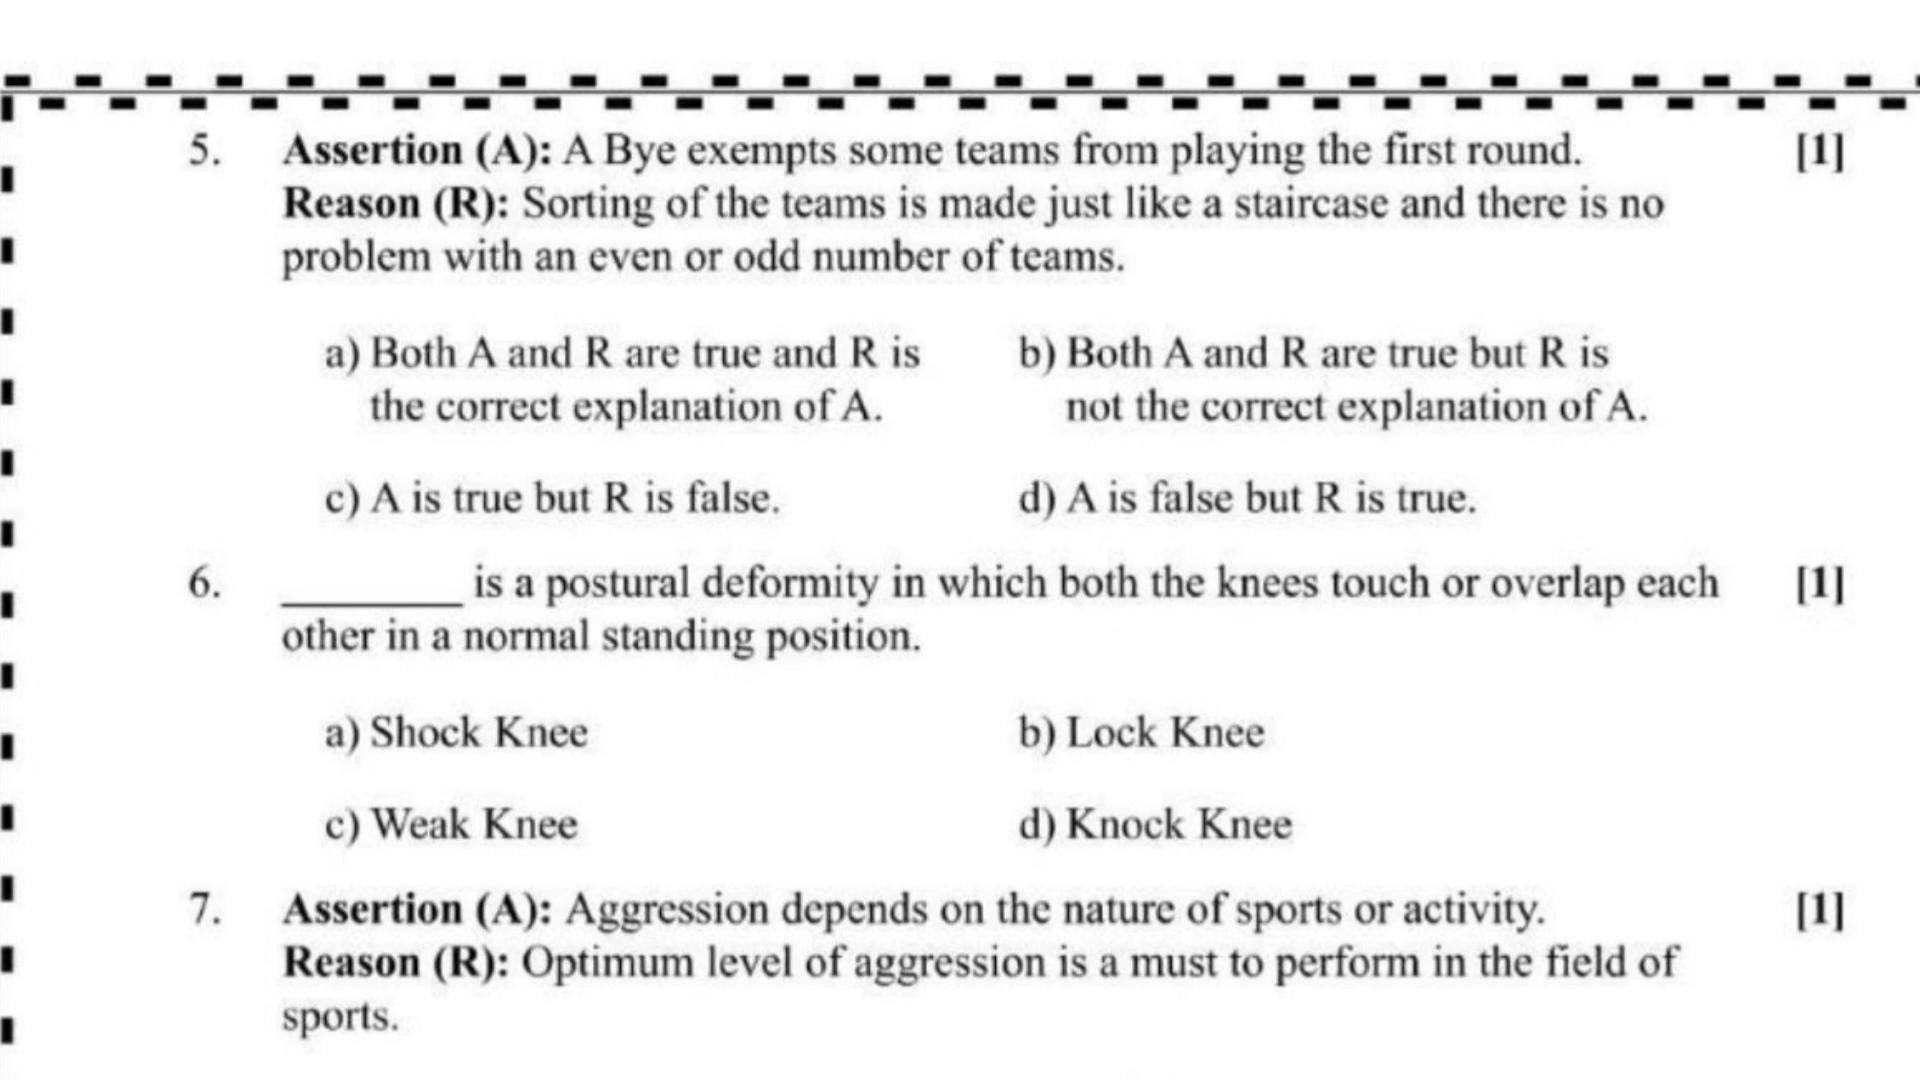 5. Assertion (A): A Bye exempts some teams from playing the first round. [1]
Reason (R): Sorting of the teams is made just like a staircase and there is no
problem with an even or odd number of teams.
a) Both A and R are true and R is
the correct explanation of A.
b) Both A and R are true but R is
not the correct explanation of A.
c) A is true but R is false.
d) A is false but R is true.
6. ________ is a postural deformity in which both the knees touch or overlap each [1]
other in a normal standing position.
a) Shock Knee
b) Lock Knee
c) Weak Knee
d) Knock Knee
7. Assertion (A): Aggression depends on the nature of sports or activity. [1]
Reason (R): Optimum level of aggression is a must to perform in the field of
sports.